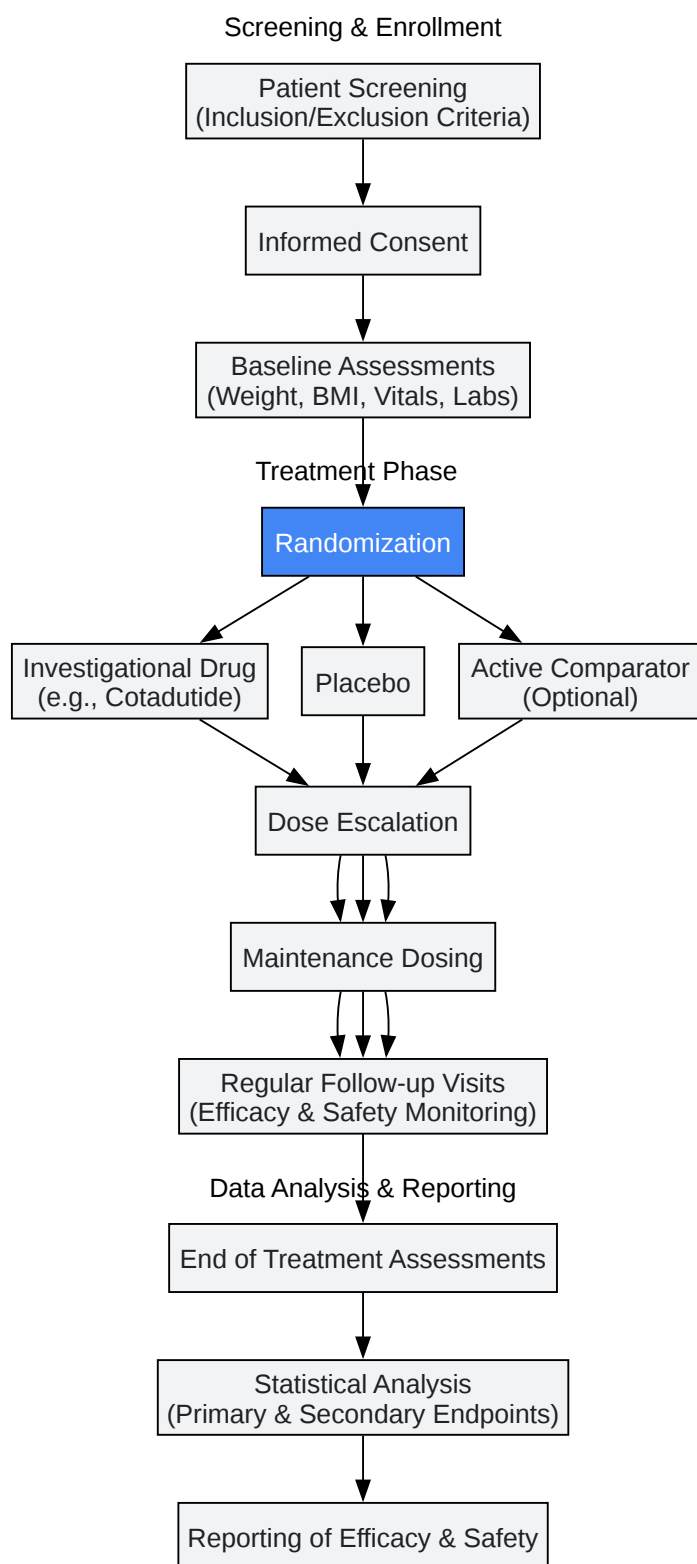 Screening & Enrollment
Patient Screening
(Inclusion/Exclusion Criteria)
Informed Consent
Baseline Assessments
(Weight, BMI, Vitals, Labs)
Treatment Phase
Randomization
Investigational Drug
(e.g., Cotadutide)
Placebo
Active Comparator
(Optional)
Dose Escalation
Maintenance Dosing
Regular Follow-up Visits
(Efficacy & Safety Monitoring)
Data Analysis & Reporting
End of Treatment Assessments
Statistical Analysis
(Primary & Secondary Endpoints)
Reporting of Efficacy & Safety